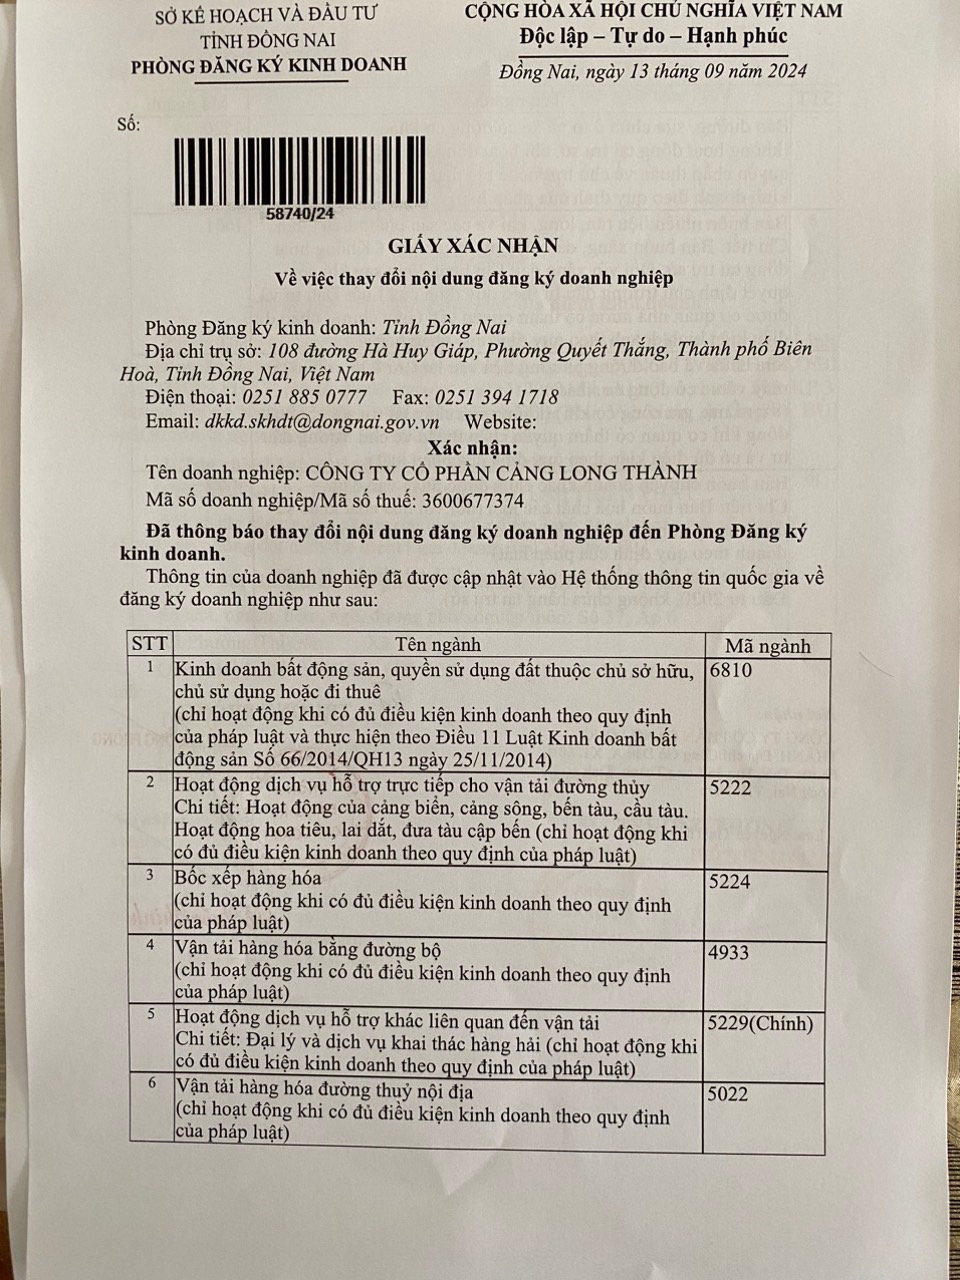 SỞ KẾ HOẠCH VÀ ĐẦU TƯ
TỈNH ĐỒNG NAI
PHÒNG ĐĂNG KÝ KINH DOANH
CỘNG HÒA XÃ HỘI CHỦ NGHĨA VIỆT NAM
Độc lập – Tự do – Hạnh phúc
Đồng Nai, ngày 13 tháng 09 năm 2024
Số:
58740/24
GIẤY XÁC NHẬN
Về việc thay đổi nội dung đăng ký doanh nghiệp
Phòng Đăng ký kinh doanh: Tỉnh Đồng Nai
Địa chỉ trụ sở: 108 đường Hà Huy Giáp, Phường Quyết Thắng, Thành phố Biên
Hoà, Tỉnh Đồng Nai, Việt Nam
Điện thoại: 0251 885 0777 Fax: 0251 394 1718
Email: dkkd.skhdt@dongnai.gov.vn Website:
Xác nhận:
Tên doanh nghiệp: CÔNG TY CỔ PHẦN CẢNG LONG THÀNH
Mã số doanh nghiệp/Mã số thuế: 3600677374
Đã thông báo thay đổi nội dung đăng ký doanh nghiệp đến Phòng Đăng ký
kinh doanh.
Thông tin của doanh nghiệp đã được cập nhật vào Hệ thống thông tin quốc gia về
đăng ký doanh nghiệp như sau:
STT Tên ngành Mã ngành
1 Kinh doanh bất động sản, quyền sử dụng đất thuộc chủ sở hữu, 6810
chủ sử dụng hoặc đi thuê
(chỉ hoạt động khi có đủ điều kiện kinh doanh theo quy định
của pháp luật và thực hiện theo Điều 11 Luật Kinh doanh bất
động sản Số 66/2014/QH13 ngày 25/11/2014)
2 Hoạt động dịch vụ hỗ trợ trực tiếp cho vận tải đường thủy 5222
Chi tiết: Hoạt động của cảng biển, cảng sông, bến tàu, cầu tàu.
Hoạt động hoa tiêu, lai dắt, đưa tàu cập bến (chỉ hoạt động khi
có đủ điều kiện kinh doanh theo quy định của pháp luật)
3 Bốc xếp hàng hóa 5224
(chỉ hoạt động khi có đủ điều kiện kinh doanh theo quy định
của pháp luật)
4 Vận tải hàng hóa bằng đường bộ 4933
(chỉ hoạt động khi có đủ điều kiện kinh doanh theo quy định
của pháp luật)
5 Hoạt động dịch vụ hỗ trợ khác liên quan đến vận tải 5229(Chính)
Chi tiết: Đại lý và dịch vụ khai thác hàng hải (chỉ hoạt động khi
có đủ điều kiện kinh doanh theo quy định của pháp luật)
6 Vận tải hàng hóa đường thuỷ nội địa 5022
(chỉ hoạt động khi có đủ điều kiện kinh doanh theo quy định
của pháp luật)